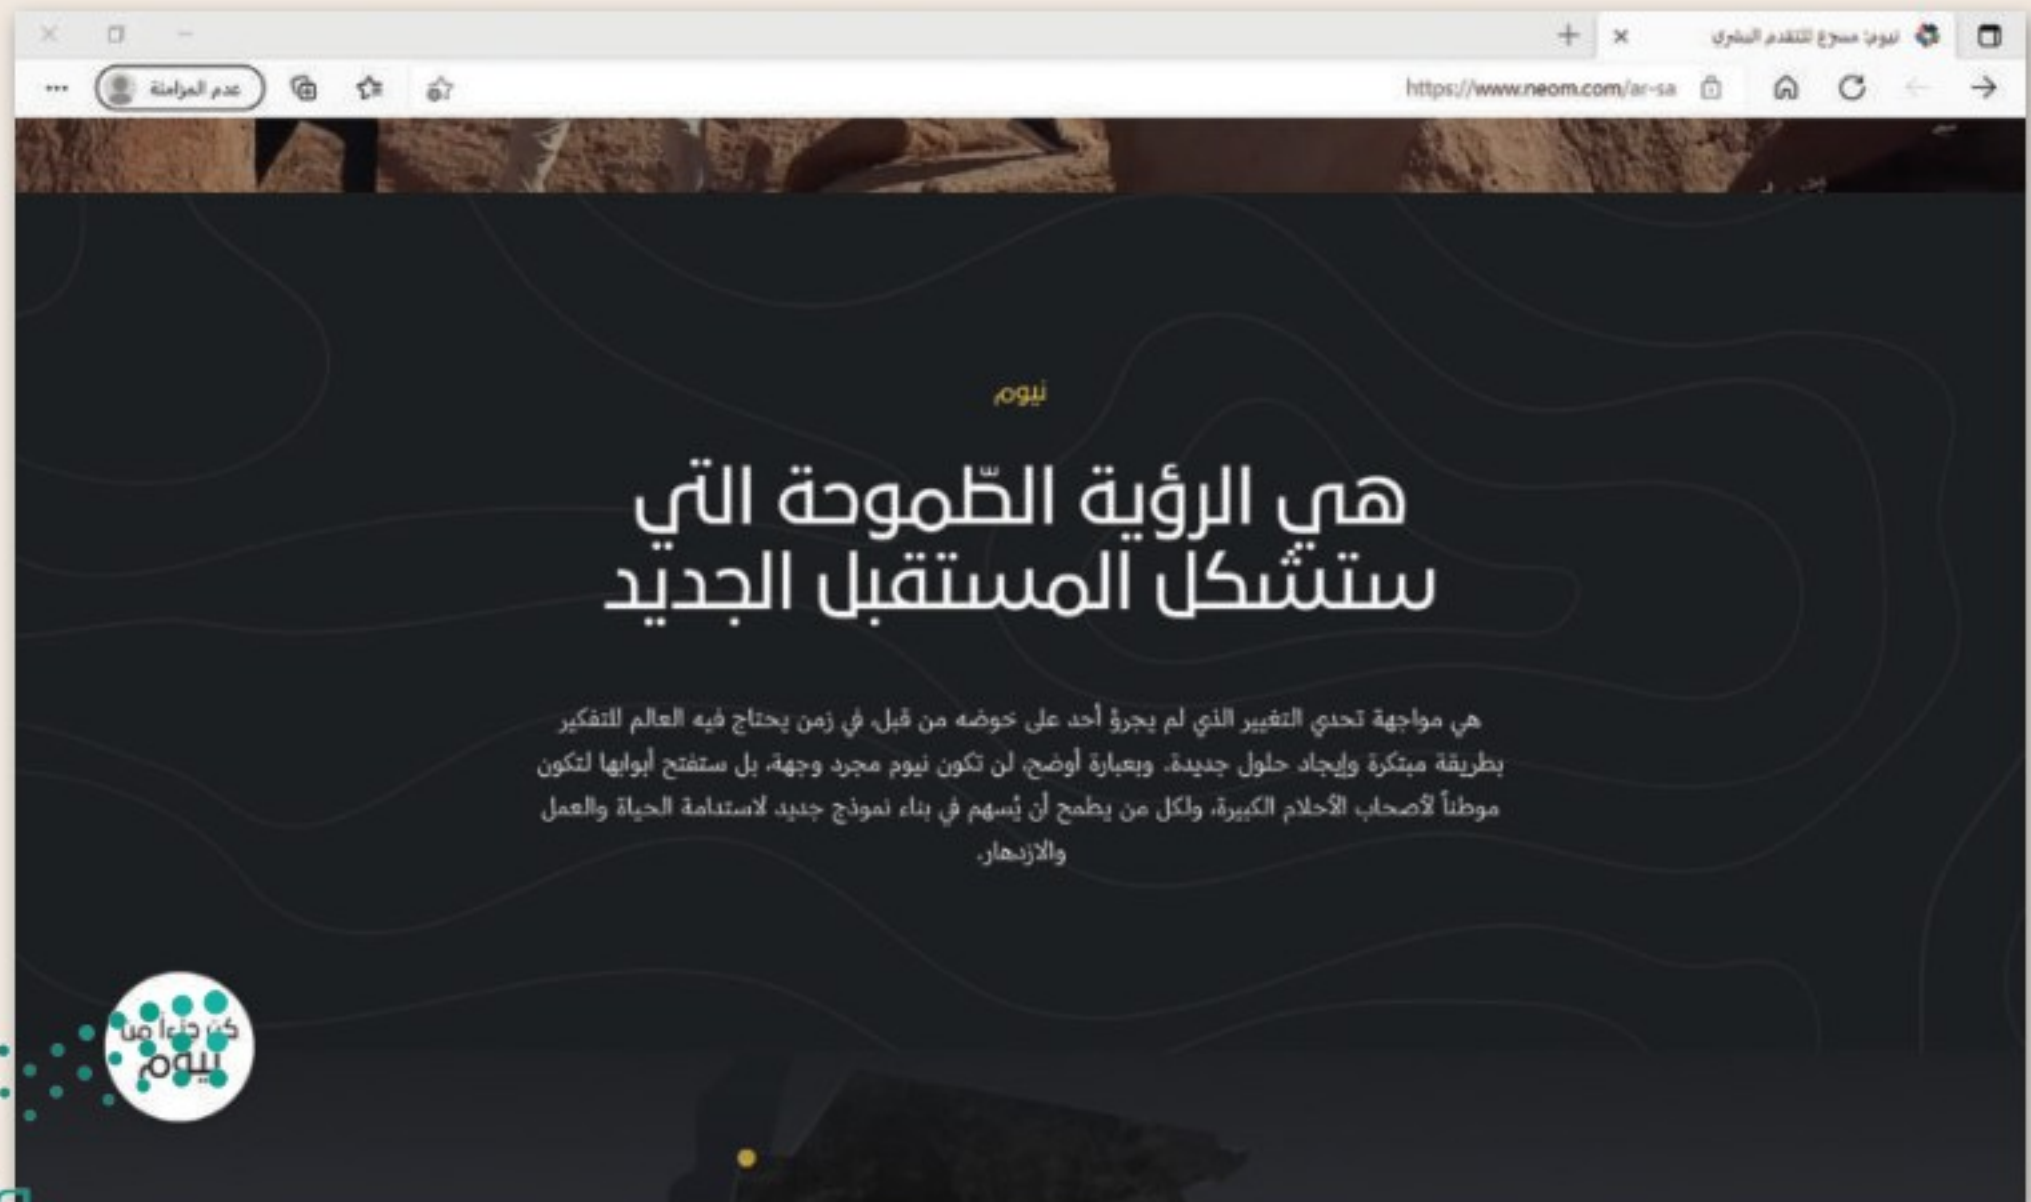 نيوم: مسرع للتقدم البشري
https://www.neom.com/ar-sa
عدم المزامنة
نيوم
هي الرؤية الطّموحة التي
ستشكل المستقبل الجديد
هي مواجهة تحدي التغيير الذي لم يجرؤ أحد على خوضه من قبل، في زمن يحتاج فيه العالم للتفكير
بطريقة مبتكرة وإيجاد حلول جديدة. وبعبارة أوضح، لن تكون نيوم مجرد وجهة، بل ستفتح أبوابها لتكون
موطناً لأصحاب الأحلام الكبيرة، ولكل من يطمح أن يُسهم في بناء نموذج جديد لاستدامة الحياة والعمل
والازدهار.
كن جزءاً من
نيوم